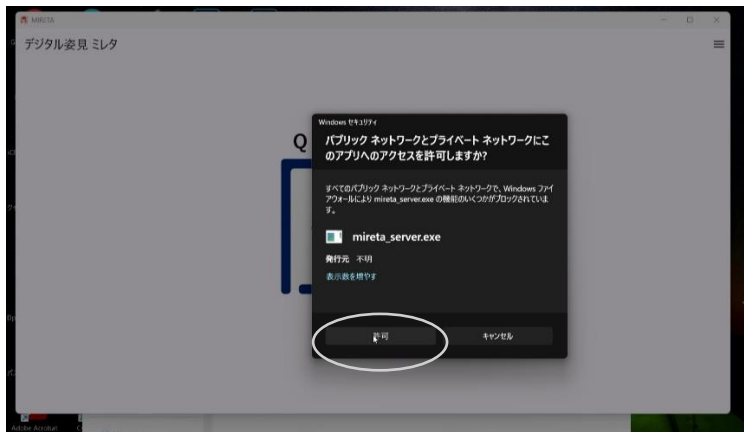 MIRETA
デジタル姿見 ミレタ
Q
Windows セキュリティ
パブリック ネットワークとプライベート ネットワークにこ
のアプリへのアクセスを許可しますか?
すべてのパブリック ネットワークとプライベート ネットワークで、Windows ファイ
アウォールにより mireta_server.exe の機能のいくつかがブロックされていま
す。
mireta_server.exe
発行元 不明
表示数を増やす
許可 キャンセル
Adobe Acrobat